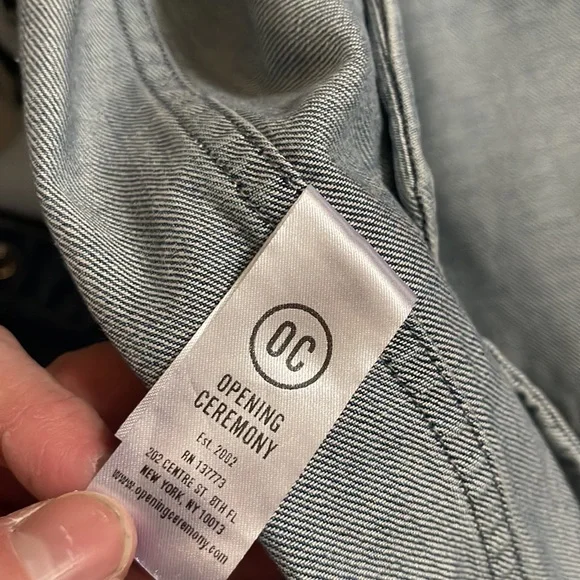 OC
OPENING
CEREMONY
Est. 2002
RN 137773
202 CENTRE ST. 8TH FL
NEW YORK, NY 10013
www.openingceremony.com